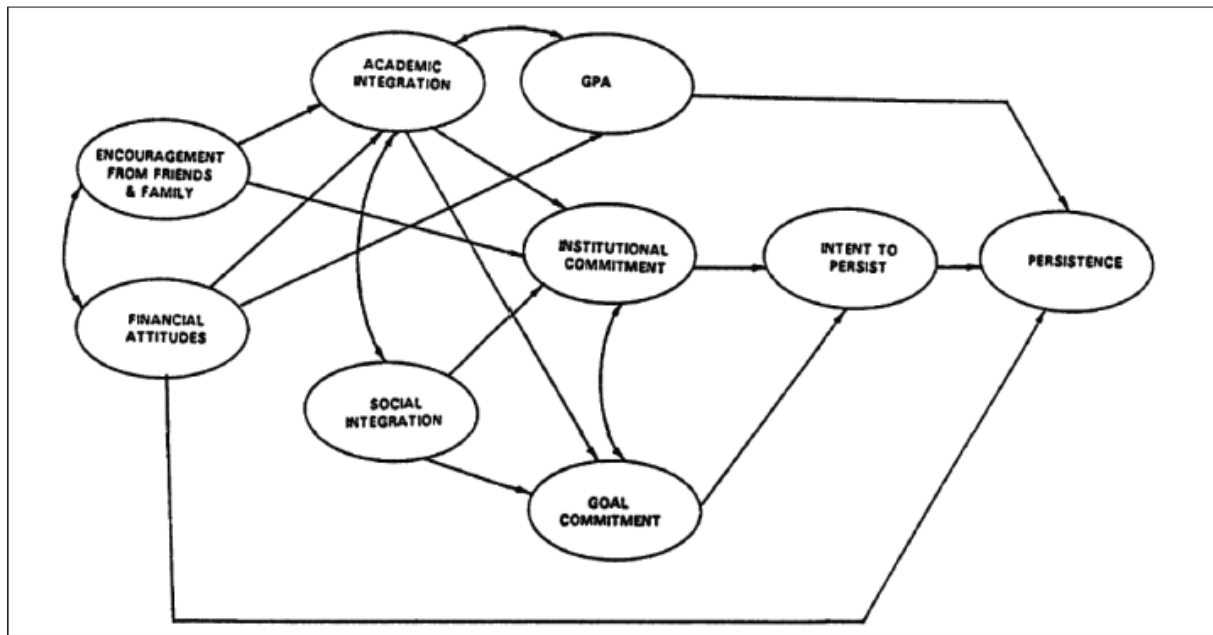 ACADEMIC
INTEGRATION
GPA
ENCOURAGEMENT
FROM FRIENDS
& FAMILY
INSTITUTIONAL
COMMITMENT
INTENT TO
PERSIST
PERSISTENCE
FINANCIAL
ATTITUDES
SOCIAL
INTEGRATION
GOAL
COMMITMENT